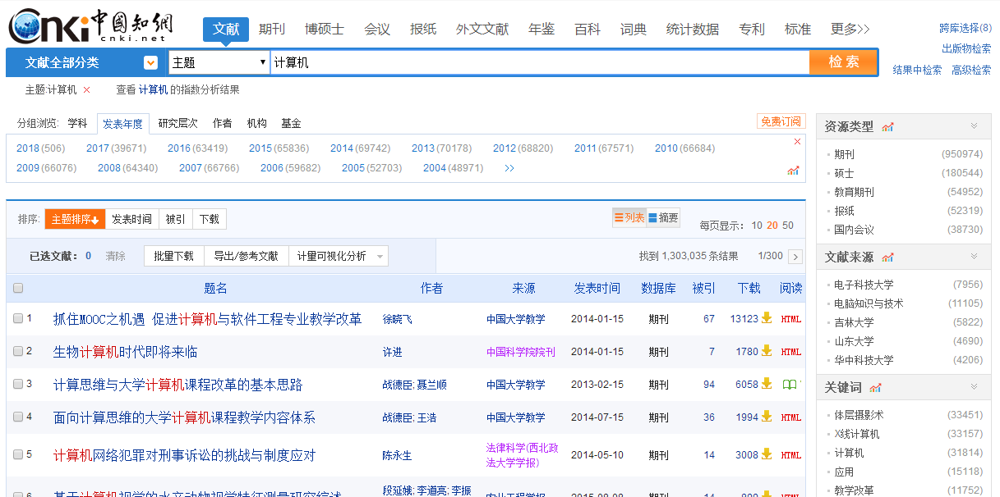 Cnki 中國知網
cnki.net
文献 期刊 博硕士 会议 报纸 外文文献 年鉴 百科 词典 统计数据 专利 标准 更多>>
跨库选择(8)
出版物检索
文献全部分类 主题 计算机 检索
结果中检索 高级检索
主题:计算机 × 查看 计算机 的指数分析结果
分组浏览: 学科 发表年度 研究层次 作者 机构 基金 免费订阅
2018(506) 2017(39671) 2016(63419) 2015(65836) 2014(69742) 2013(70178) 2012(68820) 2011(67571) 2010(66684)
2009(66076) 2008(64340) 2007(66766) 2006(59682) 2005(52703) 2004(48971) >>
排序: 主题排序 发表时间 被引 下载 列表 摘要 每页显示: 10 20 50
已选文献: 0 清除 批量下载 导出/参考文献 计量可视化分析 找到 1,303,035 条结果 1/300 >
题名 作者 来源 发表时间 数据库 被引 下载 阅读
1 抓住MOOC之机遇 促进计算机与软件工程专业教学改革 徐晓飞 中国大学教学 2014-01-15 期刊 67 13123 HTML
2 生物计算机时代即将来临 许进 中国科学院院刊 2014-01-15 期刊 7 1780 HTML
3 计算思维与大学计算机课程改革的基本思路 战德臣; 聂兰顺 中国大学教学 2013-02-15 期刊 94 6058
4 面向计算思维的大学计算机课程教学内容体系 战德臣; 王浩 中国大学教学 2014-07-15 期刊 36 1994 HTML
5 计算机网络犯罪对刑事诉讼的挑战与制度应对 陈永生 法律科学(西北政
法大学学报) 2014-05-10 期刊 14 3008 HTML
6 基于计算机视学的水产动物视学特征测量研究综述 段延娥; 李道亮; 李振 农业工程学报 2015-08-08 期刊 14 889 HTML
资源类型
期刊 (950974)
硕士 (180544)
教育期刊 (54952)
报纸 (52319)
国内会议 (38730)
文献来源
电子科技大学 (7956)
电脑知识与技术 (11105)
吉林大学 (5822)
山东大学 (4690)
华中科技大学 (4206)
关键词
体层摄影术 (33451)
X线计算机 (33157)
计算机 (31814)
应用 (15118)
教学改革 (11752)